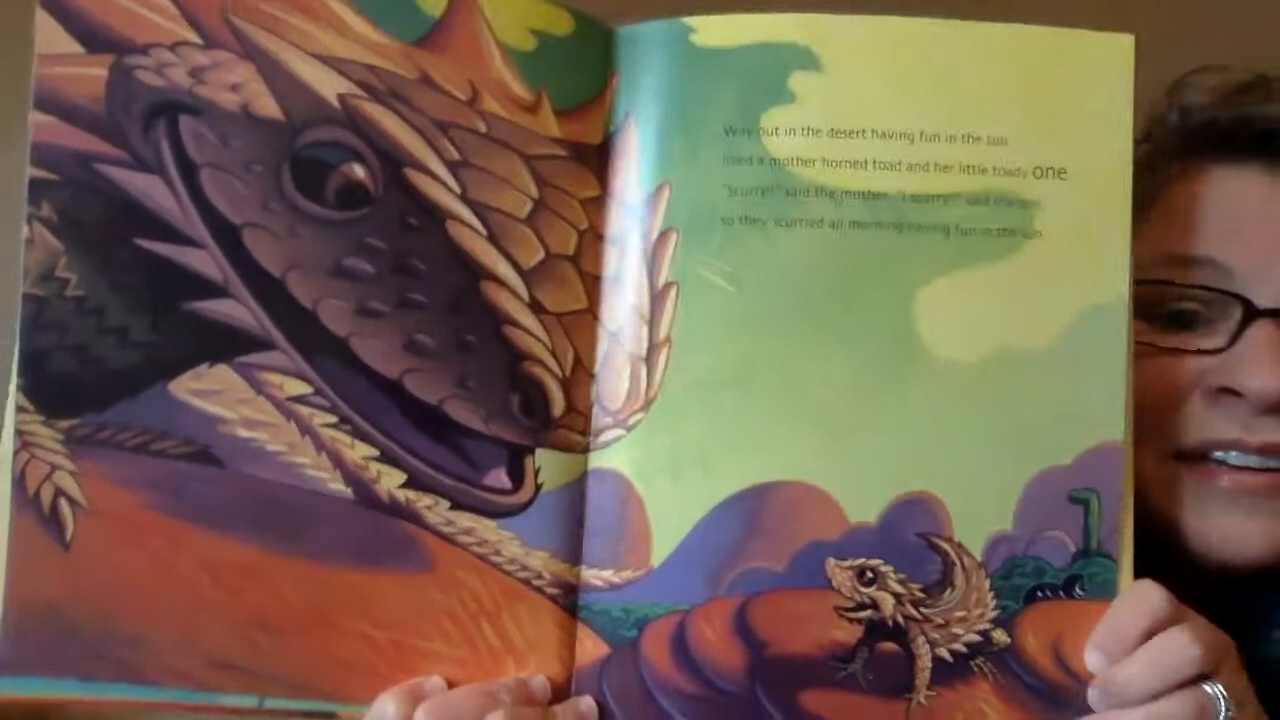 Way out in the desert having fun in the sun
lived a mother horned toad and her little toady one
"Scurry!" said the mother. "I scurry!" said the one,
so they scurried all morning having fun in the sun.